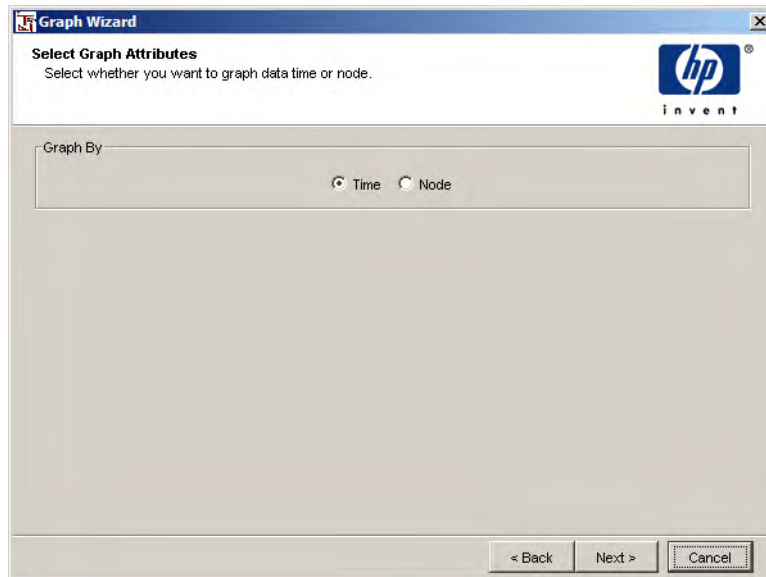 Graph Wizard
Select Graph Attributes
Select whether you want to graph data time or node.
hp ®
invent
Graph By
Time Node
< Back Next > Cancel